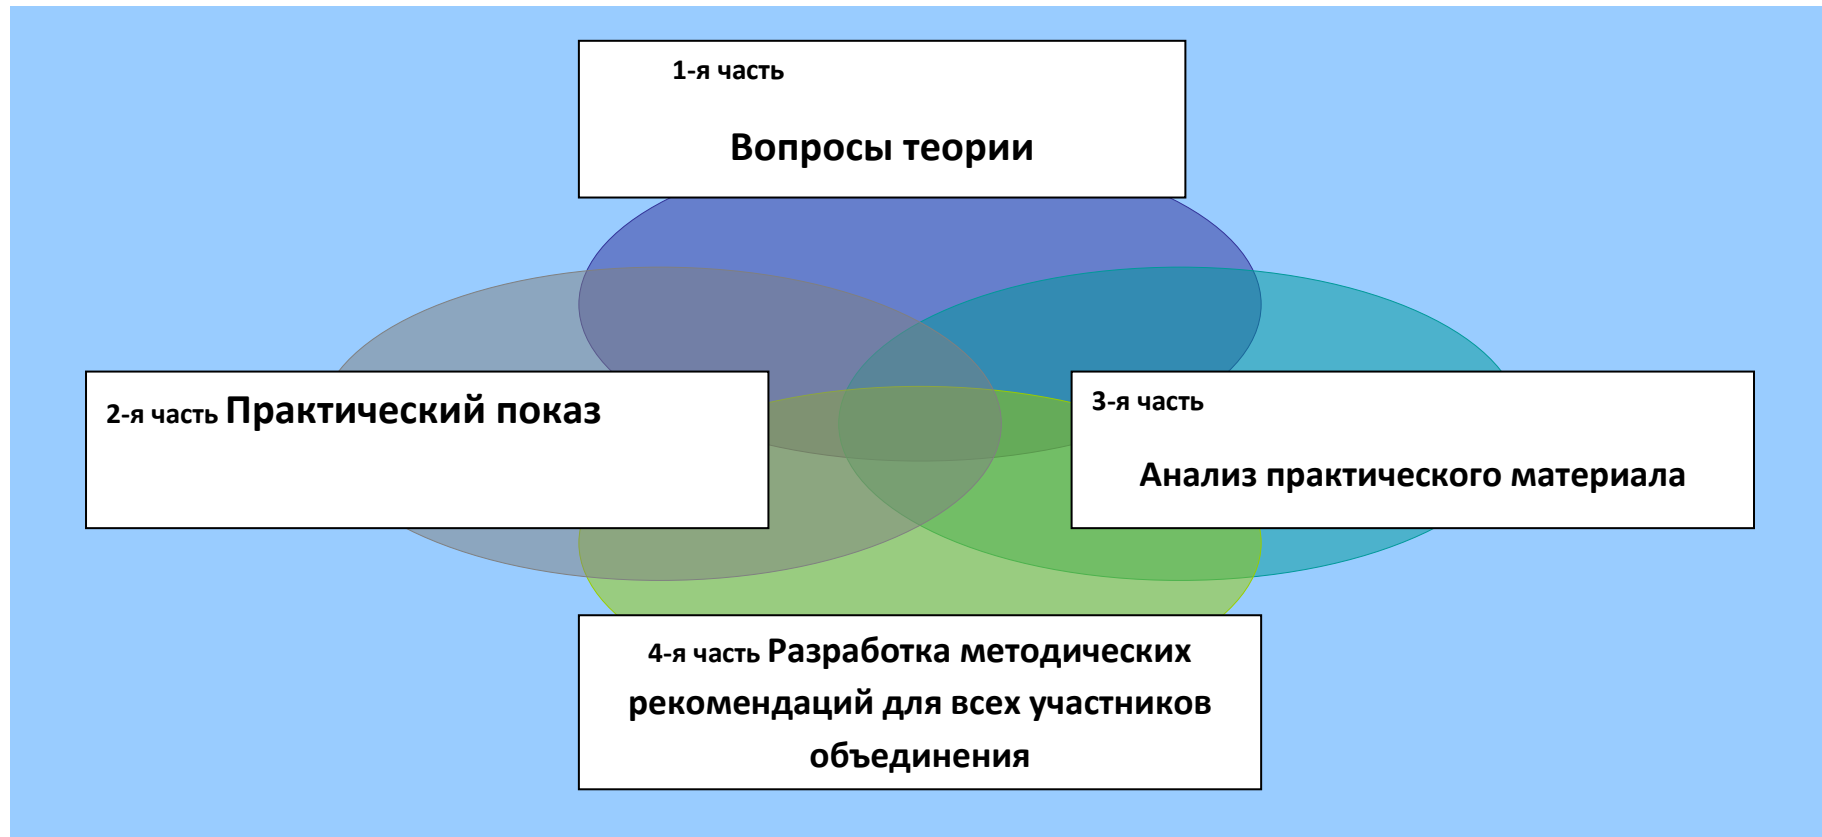 1-я часть
Вопросы теории
2-я часть Практический показ
3-я часть
Анализ практического материала
4-я часть Разработка методических
рекомендаций для всех участников
объединения